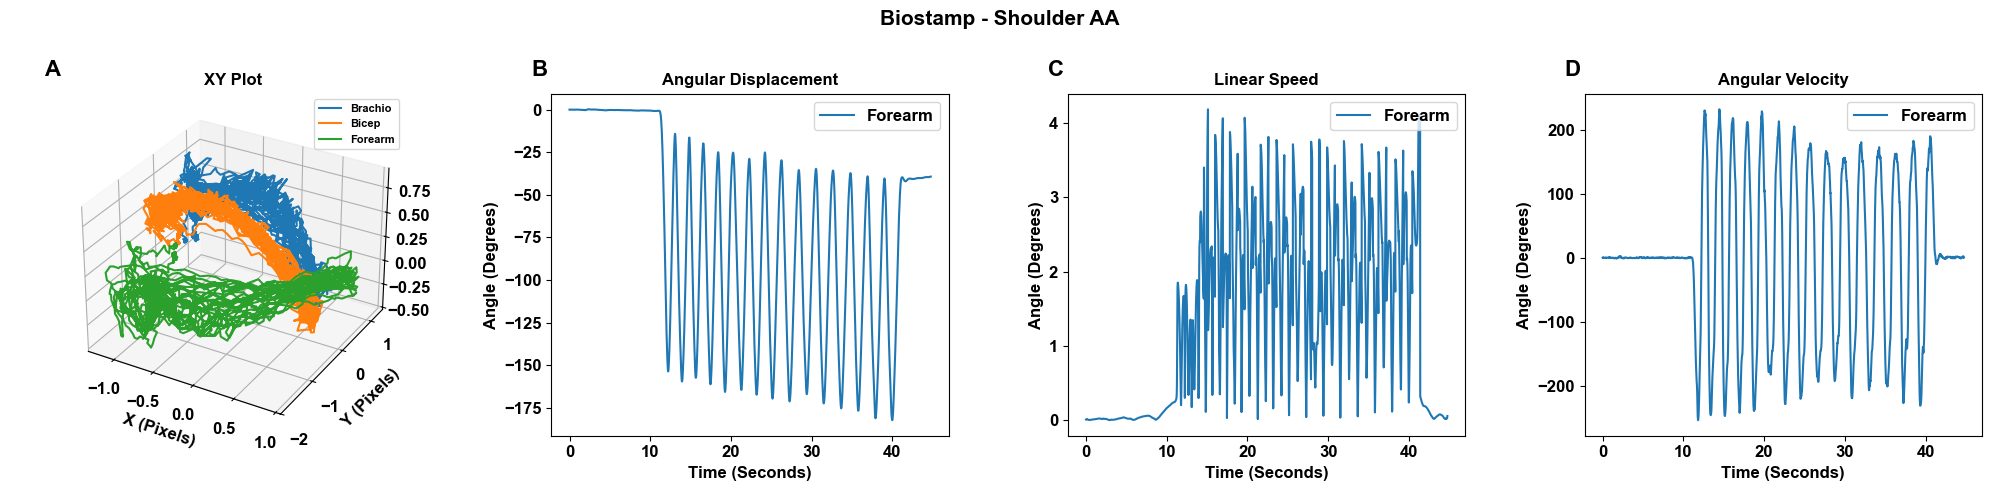 Biostamp - Shoulder AA
A
XY Plot
Brachio
Bicep
Forearm
0.75
0.50
0.25
0.00
−0.25
−0.50
1
0
−1
−2
Y (Pixels)
−1.0
−0.5
0.0
0.5
1.0
X (Pixels)
B
Angular Displacement
Forearm
0
−25
−50
−75
−100
−125
−150
−175
Angle (Degrees)
0 10 20 30 40
Time (Seconds)
C
Linear Speed
Forearm
4
3
2
1
0
Angle (Degrees)
0 10 20 30 40
Time (Seconds)
D
Angular Velocity
Forearm
200
100
0
−100
−200
Angle (Degrees)
0 10 20 30 40
Time (Seconds)